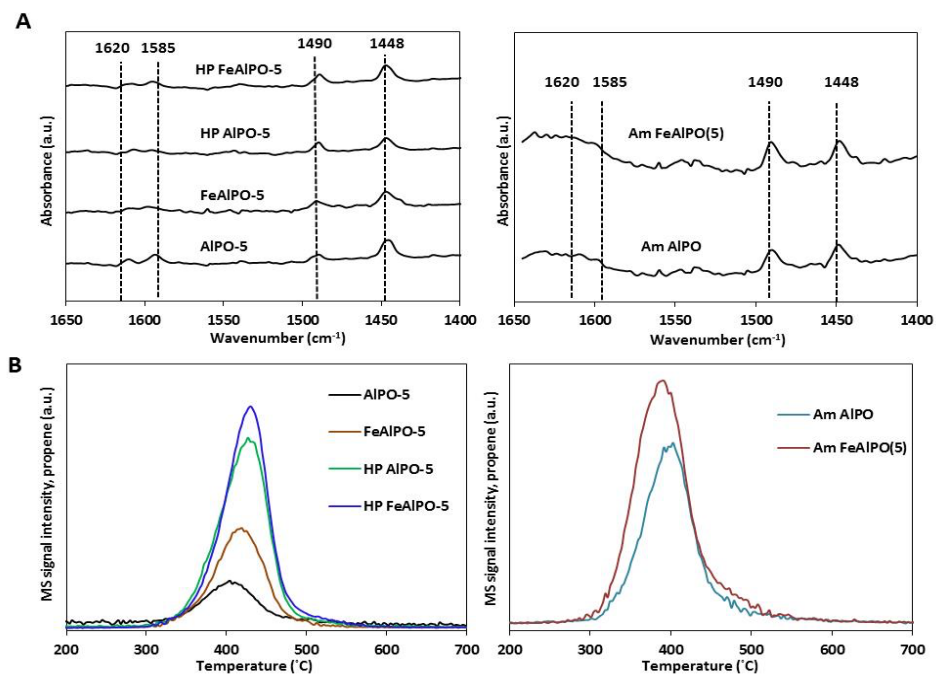 A
1620 1585 1490 1448
HP FeAlPO-5
HP AlPO-5
FeAlPO-5
AlPO-5
Absorbance (a.u.)
1650 1600 1550 1500 1450 1400
Wavenumber (cm-1)
1620 1585 1490 1448
Am FeAlPO(5)
Am AlPO
Absorbance (a.u.)
1650 1600 1550 1500 1450 1400
Wavenumber (cm-1)
B
MS signal intensity, propene (a.u.)
AlPO-5
FeAlPO-5
HP AlPO-5
HP FeAlPO-5
200 300 400 500 600 700
Temperature (˚C)
MS signal intensity, propene (a.u.)
Am AlPO
Am FeAlPO(5)
200 300 400 500 600 700
Temperature (˚C)